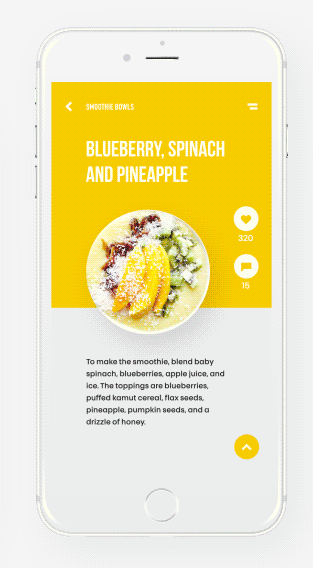 SMOOTHIE BOWLS
BLUEBERRY, SPINACH
AND PINEAPPLE
320
15
To make the smoothie, blend baby
spinach, blueberries, apple juice, and
ice. The toppings are blueberries,
puffed kamut cereal, flax seeds,
pineapple, pumpkin seeds, and a
drizzle of honey.